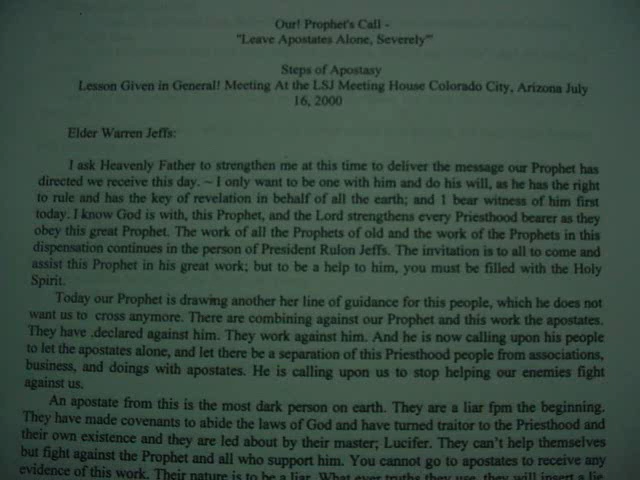 Our! Prophet's Call -
"Leave Apostates Alone, Severely'"
Steps of Apostasy
Lesson Given in General! Meeting At the LSJ Meeting House Colorado City, Arizona July
16, 2000
Elder Warren Jeffs:
I ask Heavenly Father to strengthen me at this time to deliver the message our Prophet has
directed we receive this day. ~ I only want to be one with him and do his will, as he has the right
to rule and has the key of revelation in behalf of all the earth; and 1 bear witness of him first
today. I know God is with, this Prophet, and the Lord strengthens every Priesthood bearer as they
obey this great Prophet. The work of all the Prophets of old and the work of the Prophets in this
dispensation continues in the person of President Rulon Jeffs. The invitation is to all to come and
assist this Prophet in his great work; but to be a help to him, you must be filled with the Holy
Spirit.
Today our Prophet is drawing another her line of guidance for this people, which he does not
want us to cross anymore. There are combining against our Prophet and this work the apostates.
They have .declared against him. They work against him. And he is now calling upon his people
to let the apostates alone, and let there be a separation of this Priesthood people from associations,
business, and doings with apostates. He is calling upon us to stop helping our enemies fight
against us.
An apostate from this is the most dark person on earth. They are a liar fpm the beginning.
They have made covenants to abide the laws of God and have turned traitor to the Priesthood and
their own existence and they are led about by their master; Lucifer. They can't help themselves
but fight against the Prophet and all who support him. You cannot go to apostates to receive any
evidence of this work. Their nature is to be a liar. What ever truths they use, they will insert a lie